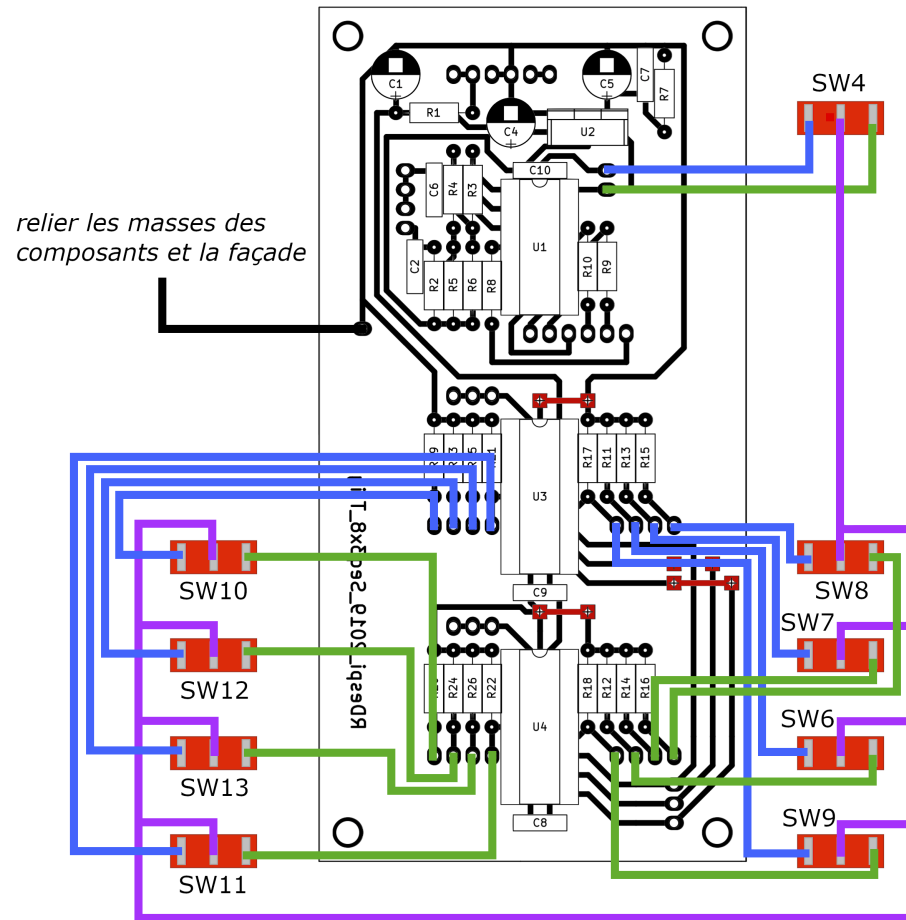 C1
C5
C7
R7
SW4
R1
C4
U2
C10
C6
R4
R3
relier les masses des
composants et la façade
U1
C2
R2
R5
R6
R8
R10
R9
R17
R11
R13
R15
U3
SW10
C9
SW8
SW7
SW12
R24
R26
R22
R18
R12
R14
R16
U4
SW6
SW13
SW9
C8
SW11